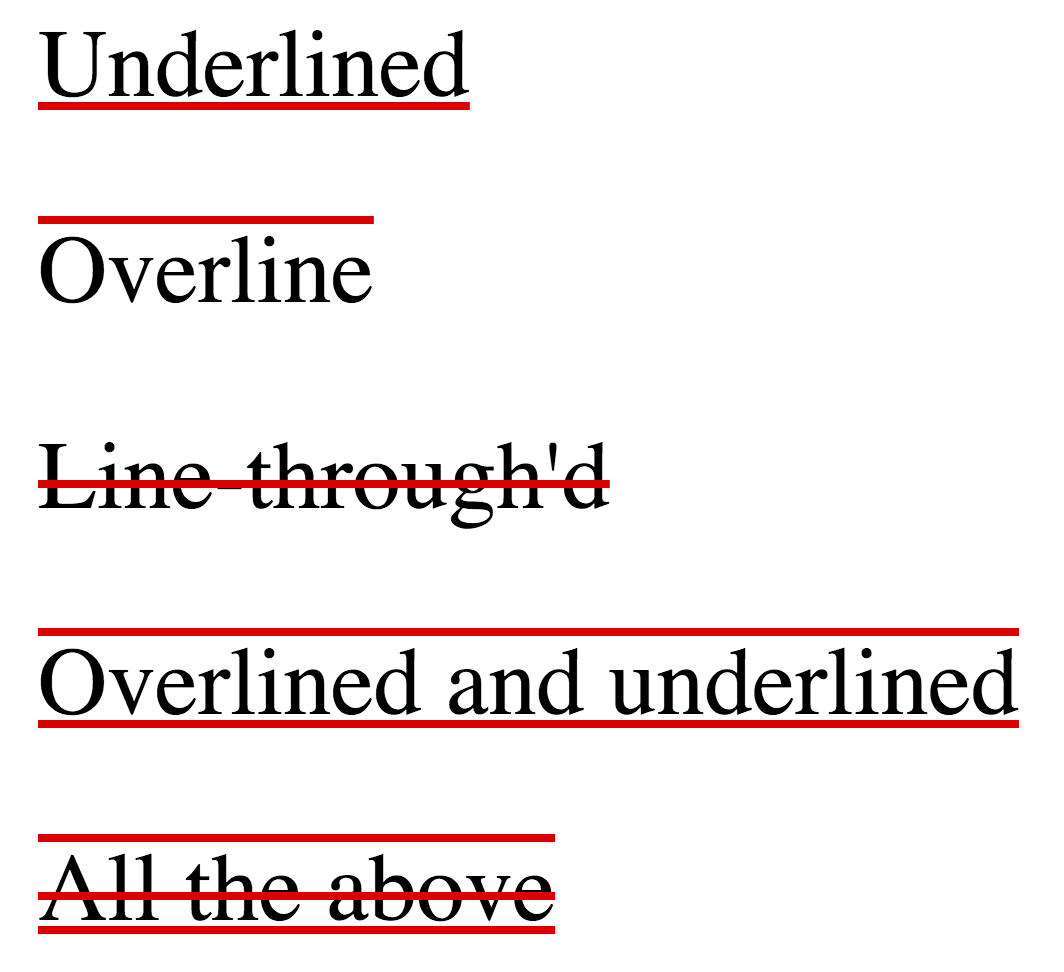 Underlined
Overline
Line-through'd
Overlined and underlined
All the above